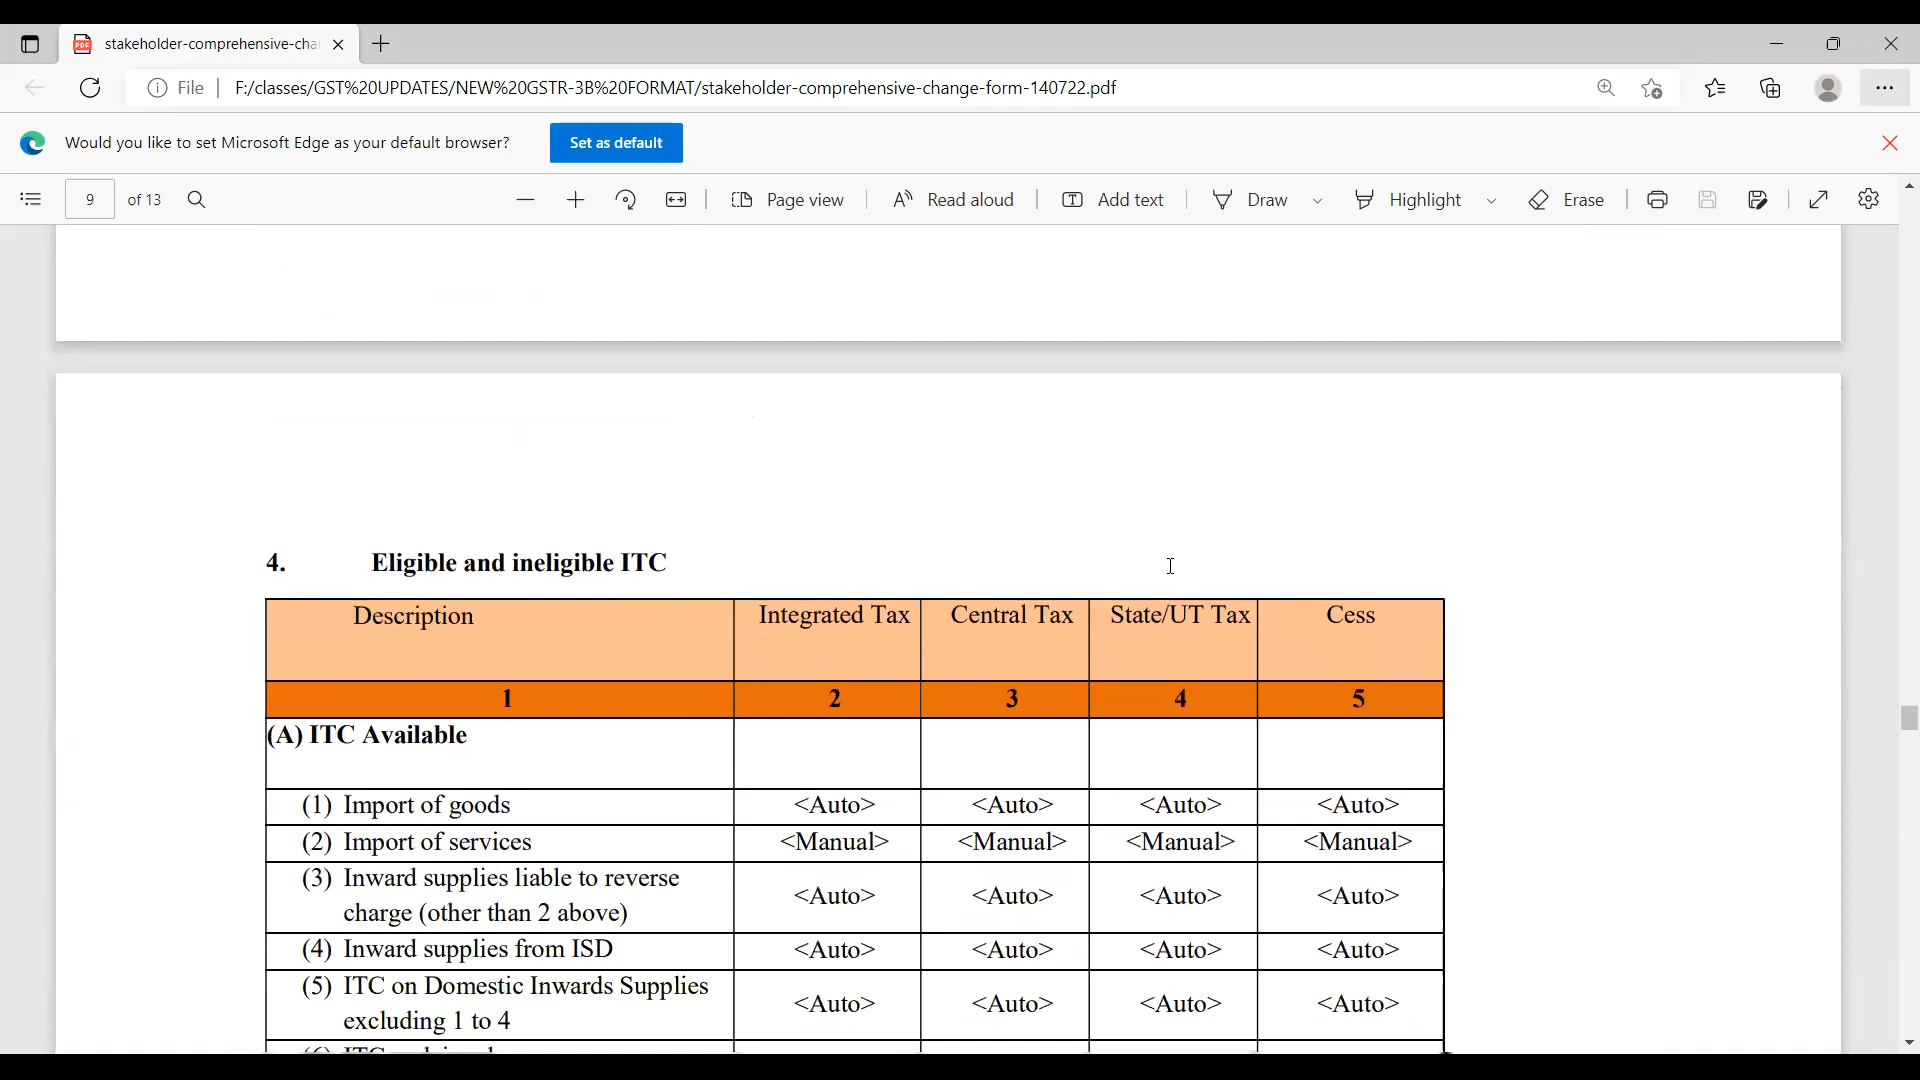 stakeholder-comprehensive-cha
File
F:/classes/GST%20UPDATES/NEW%20GSTR-3B%20FORMAT/stakeholder-comprehensive-change-form-140722.pdf
Would you like to set Microsoft Edge as your default browser?
Set as default
9 of 13
Page view
Read aloud
Add text
Draw
Highlight
Erase
4. Eligible and ineligible ITC
Description Integrated Tax Central Tax State/UT Tax Cess
1 2 3 4 5
(A) ITC Available
(1) Import of goods <Auto> <Auto> <Auto> <Auto>
(2) Import of services <Manual> <Manual> <Manual> <Manual>
(3) Inward supplies liable to reverse
charge (other than 2 above) <Auto> <Auto> <Auto> <Auto>
(4) Inward supplies from ISD <Auto> <Auto> <Auto> <Auto>
(5) ITC on Domestic Inwards Supplies
excluding 1 to 4 <Auto> <Auto> <Auto> <Auto>